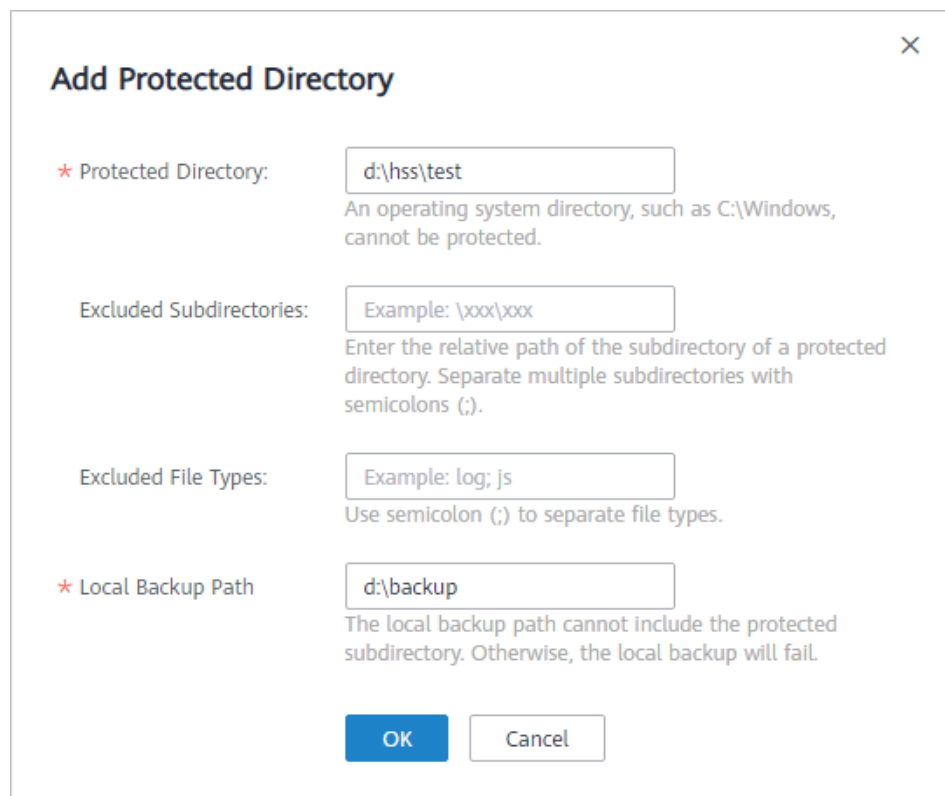 Add Protected Directory
* Protected Directory: d:\hss\test
An operating system directory, such as C:\Windows,
cannot be protected.
Excluded Subdirectories: Example: \xxx\xxx
Enter the relative path of the subdirectory of a protected
directory. Separate multiple subdirectories with
semicolons (;).
Excluded File Types: Example: log; js
Use semicolon (;) to separate file types.
* Local Backup Path d:\backup
The local backup path cannot include the protected
subdirectory. Otherwise, the local backup will fail.
OK Cancel